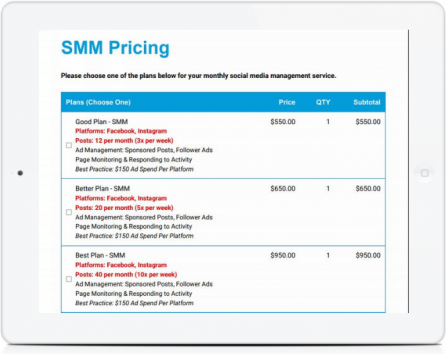 SMM Pricing
Please choose one of the plans below for your monthly social media management service.
Plans (Choose One) Price QTY Subtotal
Good Plan - SMM $550.00 1 $550.00
Platforms: Facebook, Instagram
Posts: 12 per month (3x per week)
Ad Management: Sponsored Posts, Follower Ads
Page Monitoring & Responding to Activity
Best Practice: $150 Ad Spend Per Platform
Better Plan - SMM $650.00 1 $650.00
Platforms: Facebook, Instagram
Posts: 20 per month (5x per week)
Ad Management: Sponsored Posts, Follower Ads
Page Monitoring & Responding to Activity
Best Practice: $150 Ad Spend Per Platform
Best Plan - SMM $950.00 1 $950.00
Platforms: Facebook, Instagram
Posts: 40 per month (10x per week)
Ad Management: Sponsored Posts, Follower Ads
Page Monitoring & Responding to Activity
Best Practice: $150 Ad Spend Per Platform